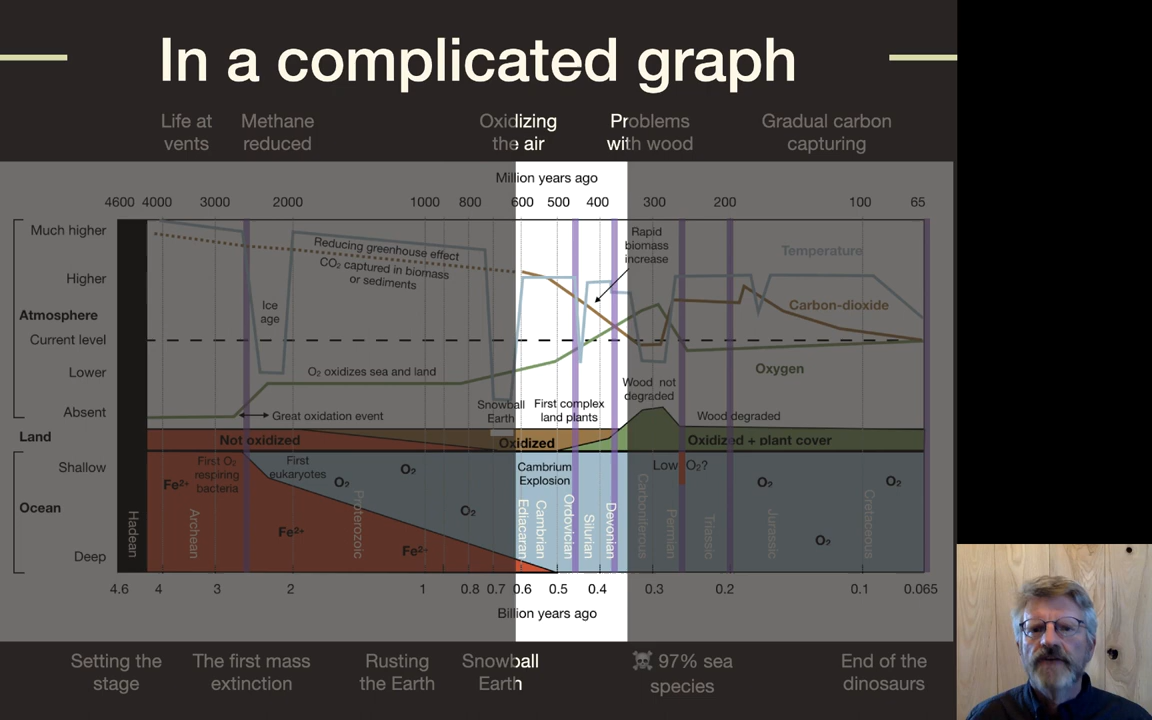 In a complicated graph
Life at
vents
Methane
reduced
Oxidizing
the air
Problems
with wood
Gradual carbon
capturing
Million years ago
4600 4000 3000 2000 1000 800 600 500 400 300 200 100 65
Much higher
Higher
Atmosphere
Current level
Lower
Absent
Land
Shallow
Ocean
Deep
Reducing greenhouse effect
CO₂ captured in biomass
or sediments
Ice
age
Rapid
biomass
increase
Temperature
Carbon-dioxide
Oxygen
O₂ oxidizes sea and land
Great oxidation event
Snowball
Earth
First complex
land plants
Wood not
degraded
Wood degraded
Not oxidized
Oxidized
Oxidized + plant cover
First O₂
respiring
bacteria
First
eukaryotes
Cambrium
Explosion
Low O₂?
Fe²⁺
Fe²⁺
Fe²⁺
O₂
O₂
O₂
O₂
O₂
O₂
Hadean
Archean
Proterozoic
Ediacaran
Cambrian
Ordovician
Silurian
Devonian
Carboniferous
Permian
Triassic
Jurassic
Cretaceous
4.6 4 3 2 1 0.8 0.7 0.6 0.5 0.4 0.3 0.2 0.1 0.065
Billion years ago
Setting the
stage
The first mass
extinction
Rusting
the Earth
Snowball
Earth
☠ 97% sea
species
End of the
dinosaurs